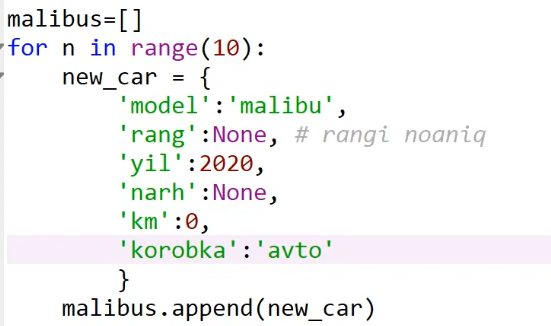 malibus=[]
for n in range(10):
    new_car = {
        'model':'malibu',
        'rang':None, # rangi noaniq
        'yil':2020,
        'narh':None,
        'km':0,
        'korobka':'avto'
        }
    malibus.append(new_car)